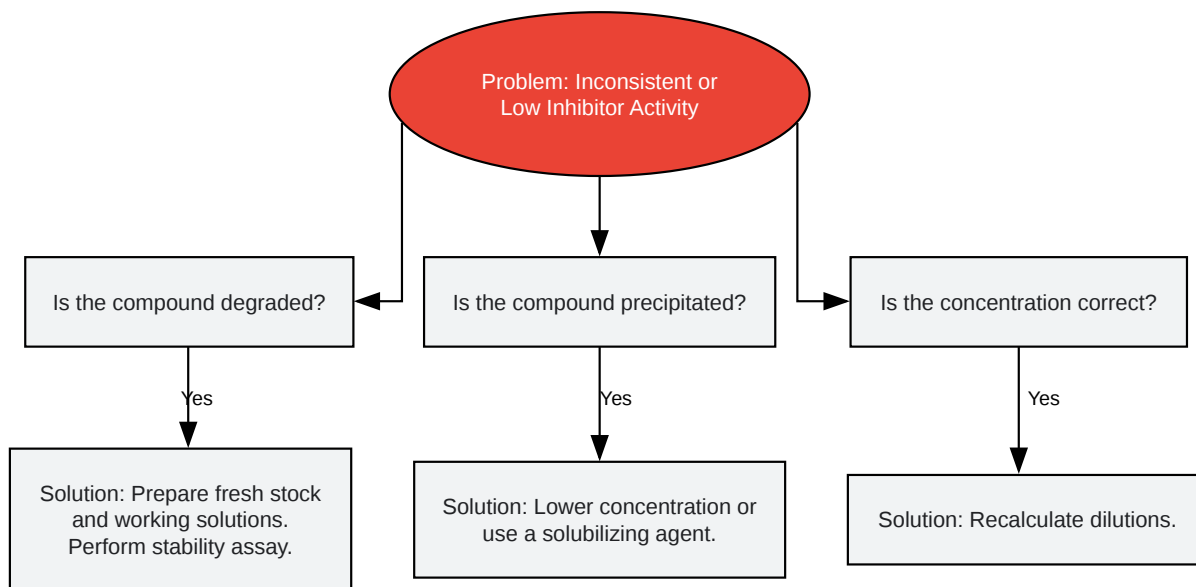 Problem: Inconsistent or
Low Inhibitor Activity
Is the compound degraded?
Is the compound precipitated?
Is the concentration correct?
Yes
Yes
Yes
Solution: Prepare fresh stock
and working solutions.
Perform stability assay.
Solution: Lower concentration or
use a solubilizing agent.
Solution: Recalculate dilutions.